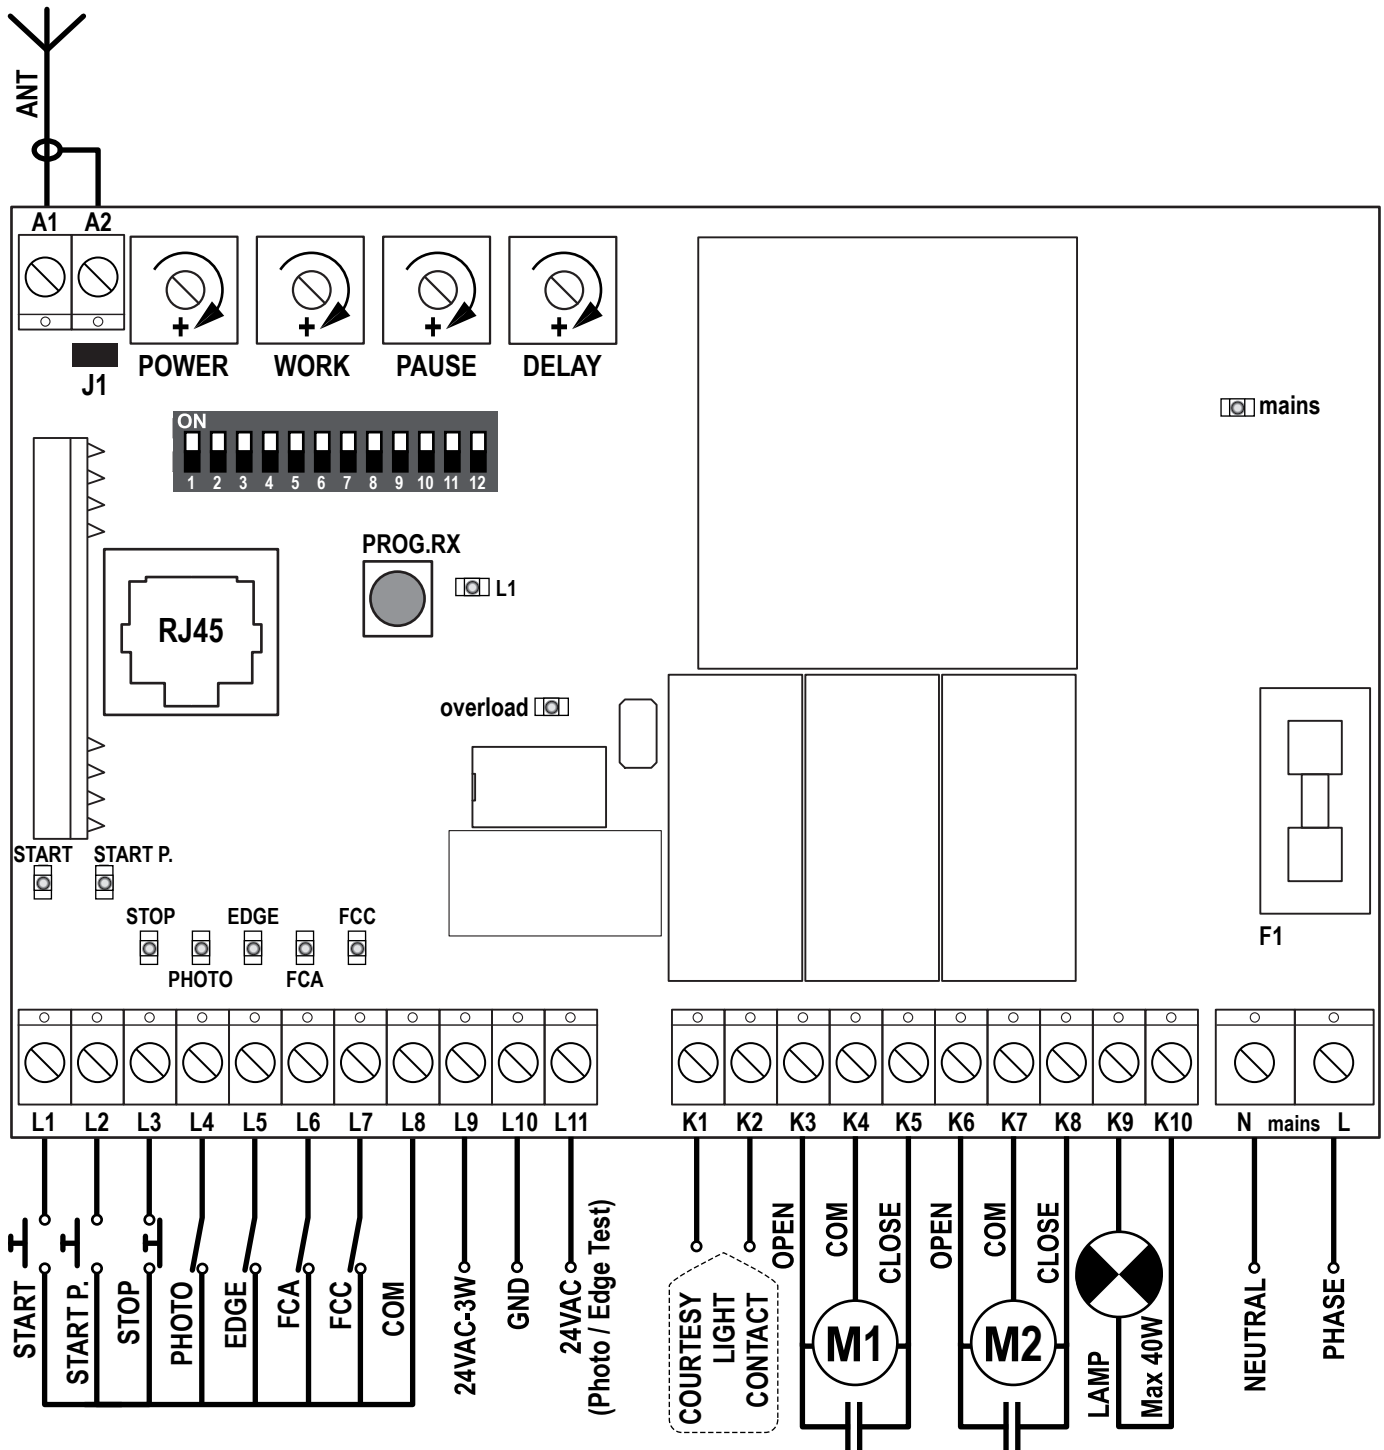 ANT
A1 A2
POWER WORK PAUSE DELAY
J1
mains
ON
1 2 3 4 5 6 7 8 9 10 11 12
PROG.RX
L1
RJ45
overload
START START P.
STOP EDGE FCC
PHOTO FCA
F1
L1 L2 L3 L4 L5 L6 L7 L8 L9 L10 L11 K1 K2 K3 K4 K5 K6 K7 K8 K9 K10 N mains L
START
START P.
STOP
PHOTO
EDGE
FCA
FCC
COM
24VAC-3W
GND
24VAC
(Photo / Edge Test)
COURTESY
LIGHT
CONTACT
OPEN
COM
CLOSE
M1
OPEN
COM
CLOSE
M2
LAMP
Max 40W
NEUTRAL
PHASE